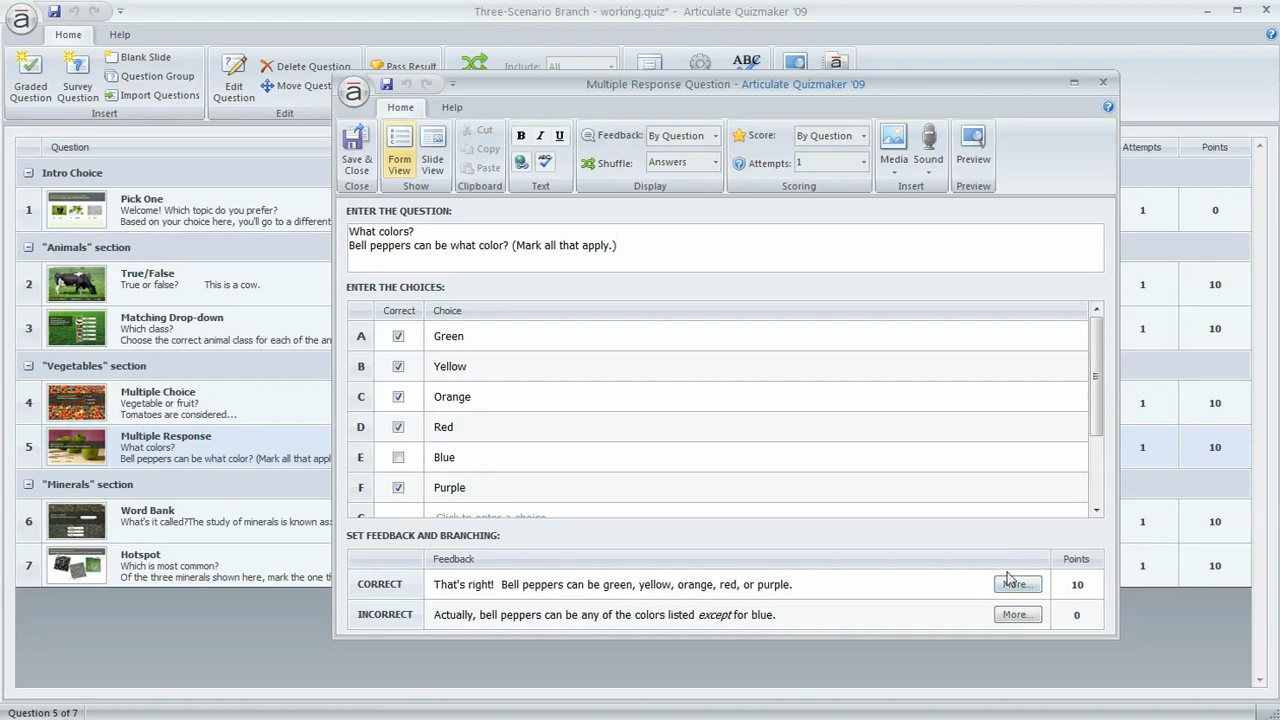 Three-Scenario Branch - working.quiz* - Articulate Quizmaker '09
Home
Help
Graded Question
Survey Question
Blank Slide
Question Group
Import Questions
Insert
Edit Question
Delete Question
Move Quest
Edit
Pass Result
Include:
All
ABC
Multiple Response Question - Articulate Quizmaker '09
Home
Help
Save & Close
Close
Form View
Slide View
Show
Cut
Copy
Paste
Clipboard
B I U
Text
Feedback: By Question
Shuffle: Answers
Display
Score: By Question
Attempts: 1
Scoring
Media
Sound
Insert
Preview
Preview
ENTER THE QUESTION:
What colors?
Bell peppers can be what color? (Mark all that apply.)
ENTER THE CHOICES:
Correct
Choice
A Green
B Yellow
C Orange
D Red
E Blue
F Purple
Click to enter a choice
SET FEEDBACK AND BRANCHING:
Feedback
Points
CORRECT That's right! Bell peppers can be green, yellow, orange, red, or purple. More... 10
INCORRECT Actually, bell peppers can be any of the colors listed except for blue. More... 0
Question
Attempts
Points
Intro Choice
1 Pick One 1 0
Welcome! Which topic do you prefer?
Based on your choice here, you'll go to a different
"Animals" section
2 True/False 1 10
True or false? This is a cow.
3 Matching Drop-down 1 10
Which class?
Choose the correct animal class for each of the an
"Vegetables" section
4 Multiple Choice 1 10
Vegetable or fruit?
Tomatoes are considered...
5 Multiple Response 1 10
What colors?
Bell peppers can be what color? (Mark all that appl
"Minerals" section
6 Word Bank 1 10
What's it called?The study of minerals is known as:
7 Hotspot 1 10
Which is most common?
Of the three minerals shown here, mark the one th
Question 5 of 7